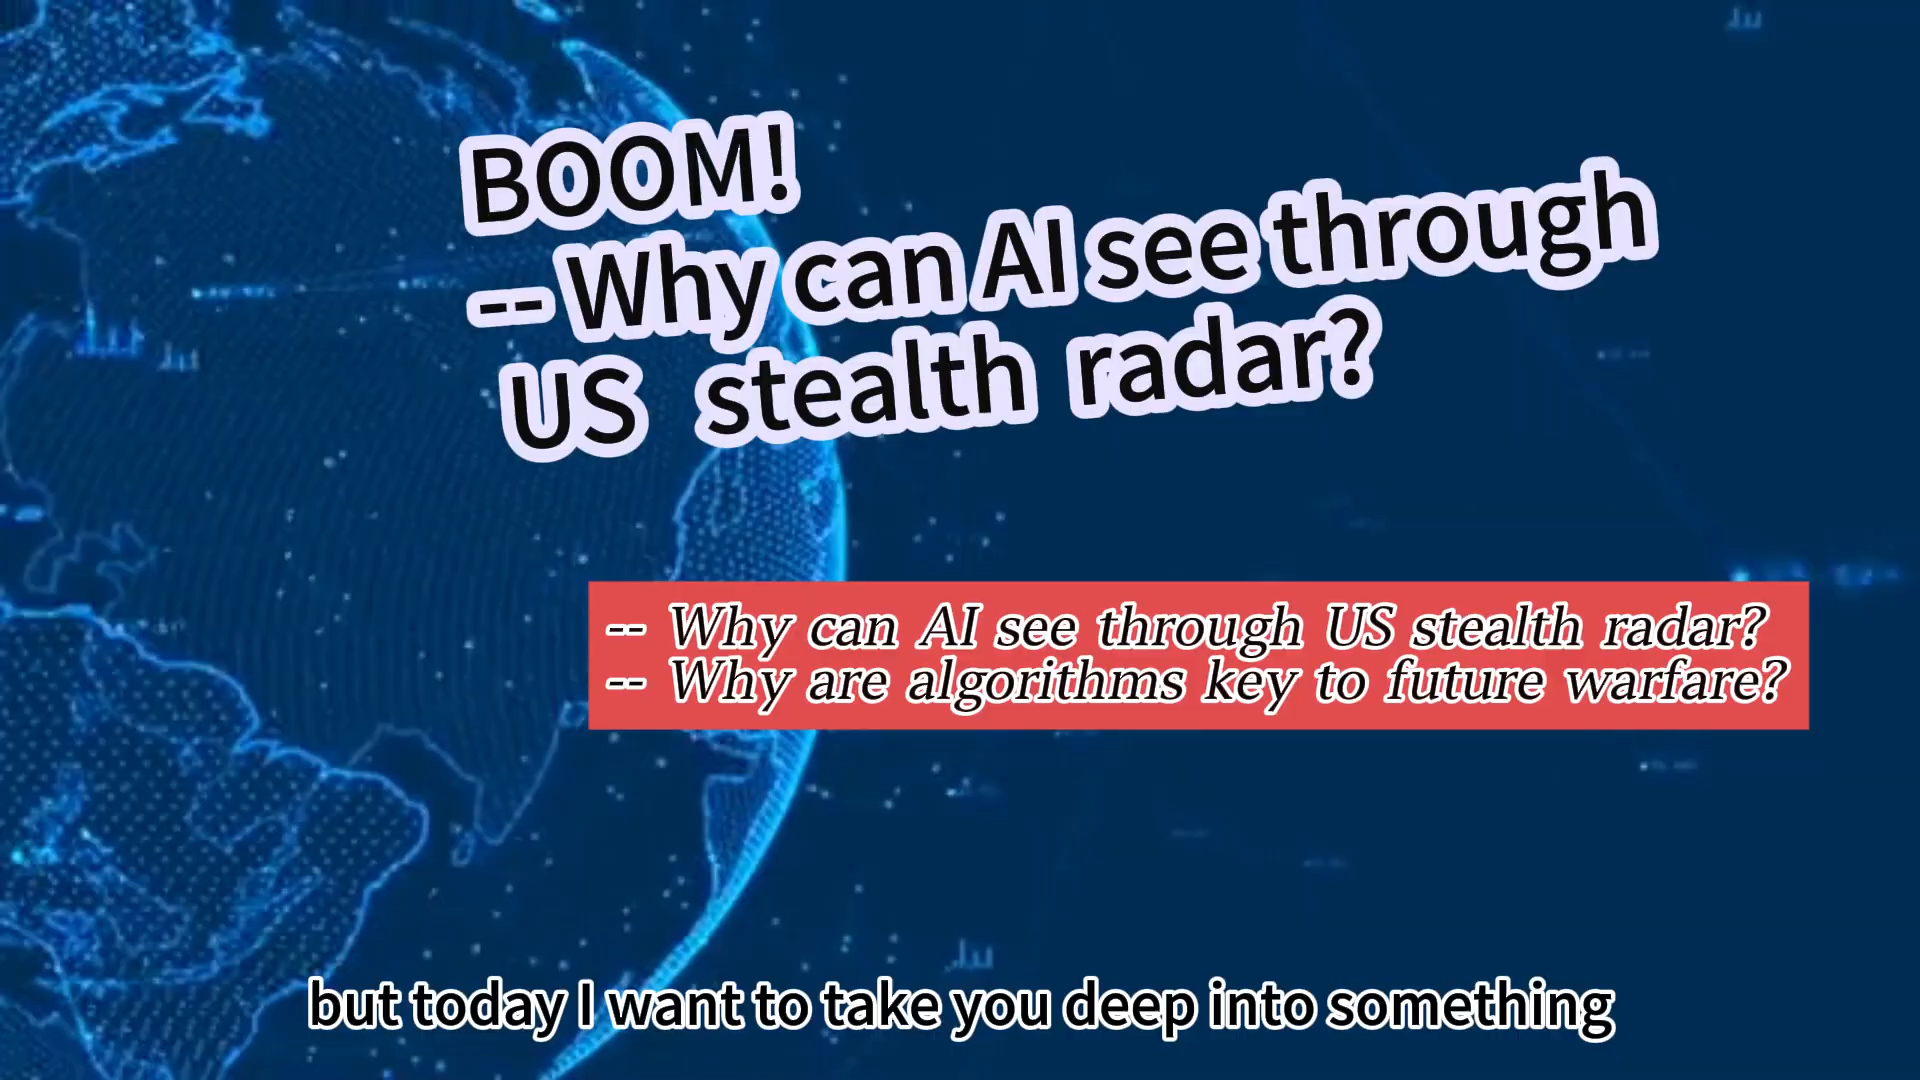 BOOM!
-- Why can AI see through
US stealth radar?
-- Why can AI see through US stealth radar?
-- Why are algorithms key to future warfare?
but today I want to take you deep into something